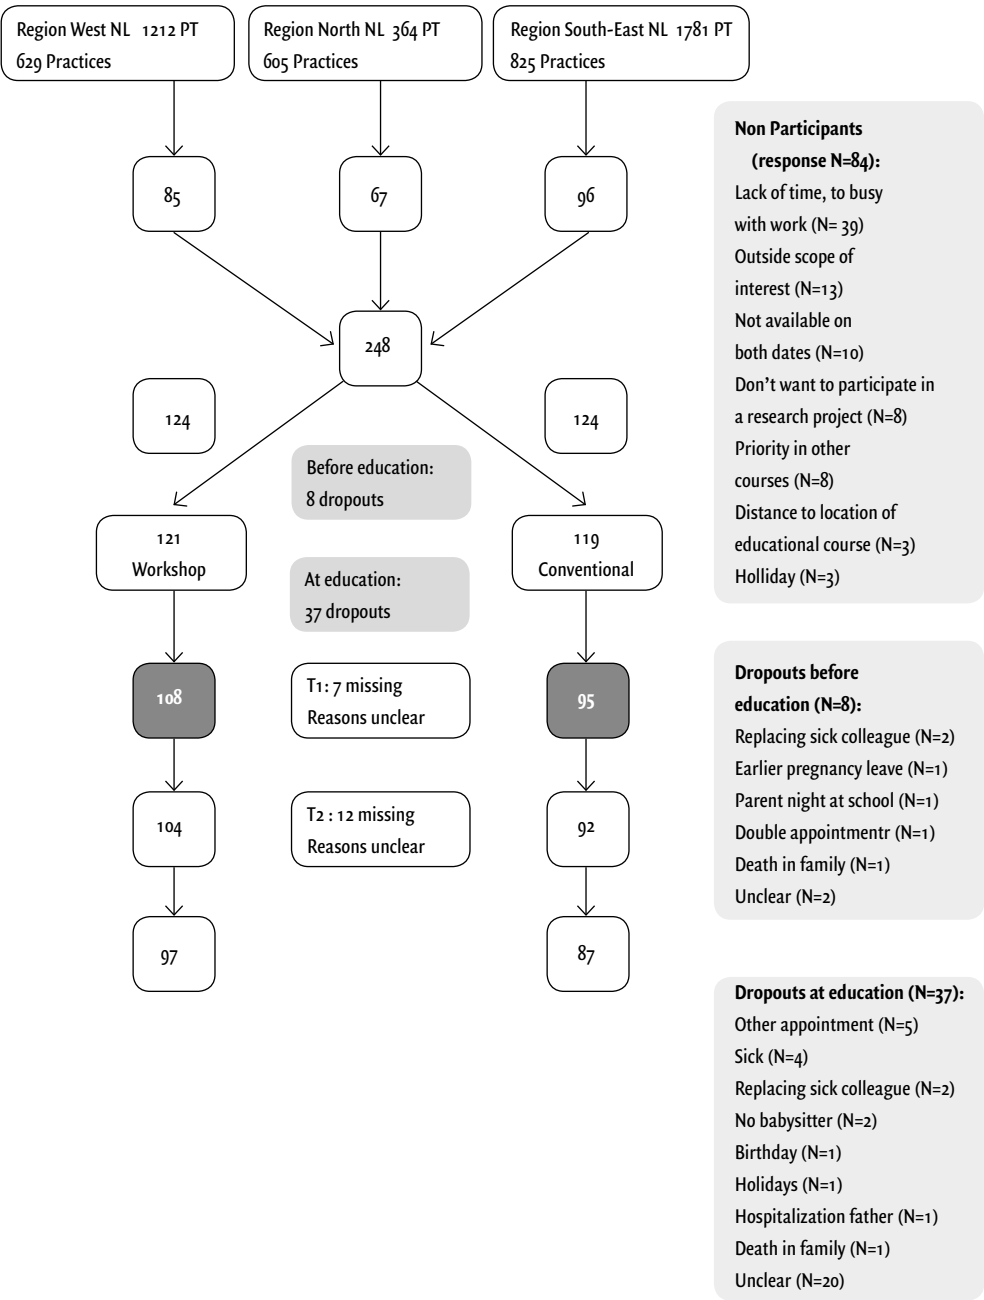 Region West NL 1212 PT
629 Practices
Region North NL 364 PT
605 Practices
Region South-East NL 1781 PT
825 Practices
85
67
96
248
124
124
Before education:
8 dropouts
121
Workshop
119
Conventional
At education:
37 dropouts
108
T1: 7 missing
Reasons unclear
95
104
T2 : 12 missing
Reasons unclear
92
97
87
Non Participants
(response N=84):
Lack of time, to busy
with work (N= 39)
Outside scope of
interest (N=13)
Not available on
both dates (N=10)
Don't want to participate in
a research project (N=8)
Priority in other
courses (N=8)
Distance to location of
educational course (N=3)
Holliday (N=3)
Dropouts before
education (N=8):
Replacing sick colleague (N=2)
Earlier pregnancy leave (N=1)
Parent night at school (N=1)
Double appointmentr (N=1)
Death in family (N=1)
Unclear (N=2)
Dropouts at education (N=37):
Other appointment (N=5)
Sick (N=4)
Replacing sick colleague (N=2)
No babysitter (N=2)
Birthday (N=1)
Holidays (N=1)
Hospitalization father (N=1)
Death in family (N=1)
Unclear (N=20)